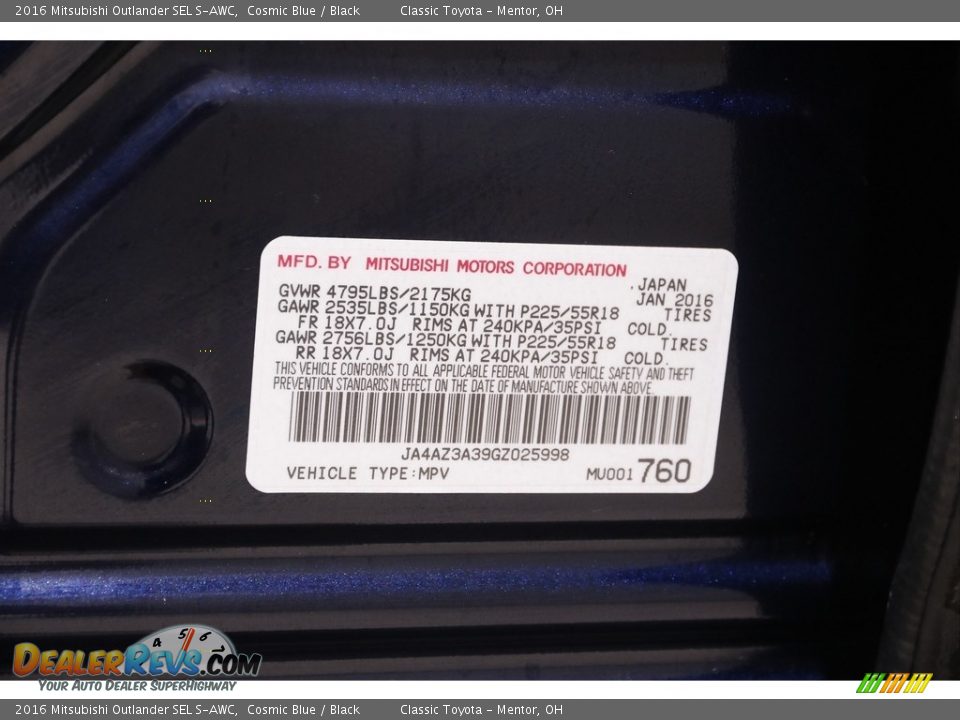 2016 Mitsubishi Outlander SEL S-AWC, Cosmic Blue / Black Classic Toyota - Mentor, OH
MFD. BY MITSUBISHI MOTORS CORPORATION
, JAPAN
GVWR 4795LBS/2175KG JAN 2016
GAWR 2535LBS/1150KG WITH P225/55R18 TIRES
FR 18X7.0J RIMS AT 240KPA/35PSI COLD.
GAWR 2756LBS/1250KG WITH P225/55R18 TIRES
RR 18X7.0J RIMS AT 240KPA/35PSI COLD.
THIS VEHICLE CONFORMS TO ALL APPLICABLE FEDERAL MOTOR VEHICLE SAFETY AND THEFT
PREVENTION STANDARDS IN EFFECT ON THE DATE OF MANUFACTURE SHOWN ABOVE.
JA4AZ3A39GZ025998
VEHICLE TYPE:MPV MU001 760
4 5 6
DEALERREVS.COM
YOUR AUTO DEALER SUPERHIGHWAY
2016 Mitsubishi Outlander SEL S-AWC, Cosmic Blue / Black Classic Toyota - Mentor, OH